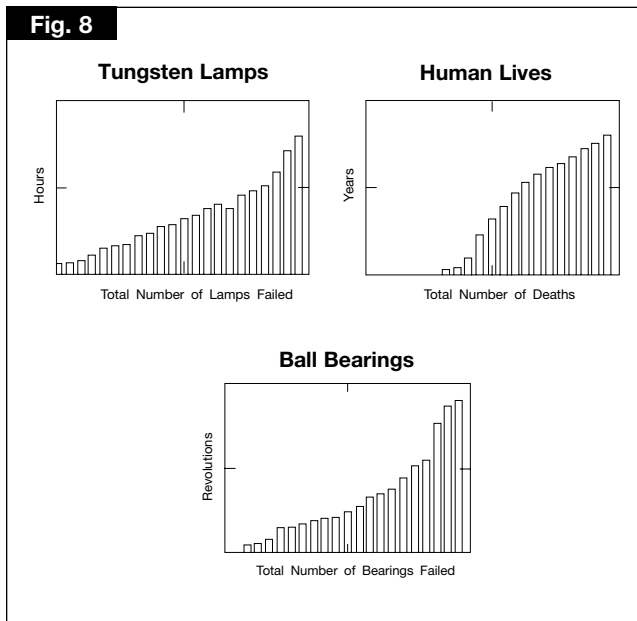 Fig. 8
Tungsten Lamps
Hours
Total Number of Lamps Failed
Human Lives
Years
Total Number of Deaths
Ball Bearings
Revolutions
Total Number of Bearings Failed